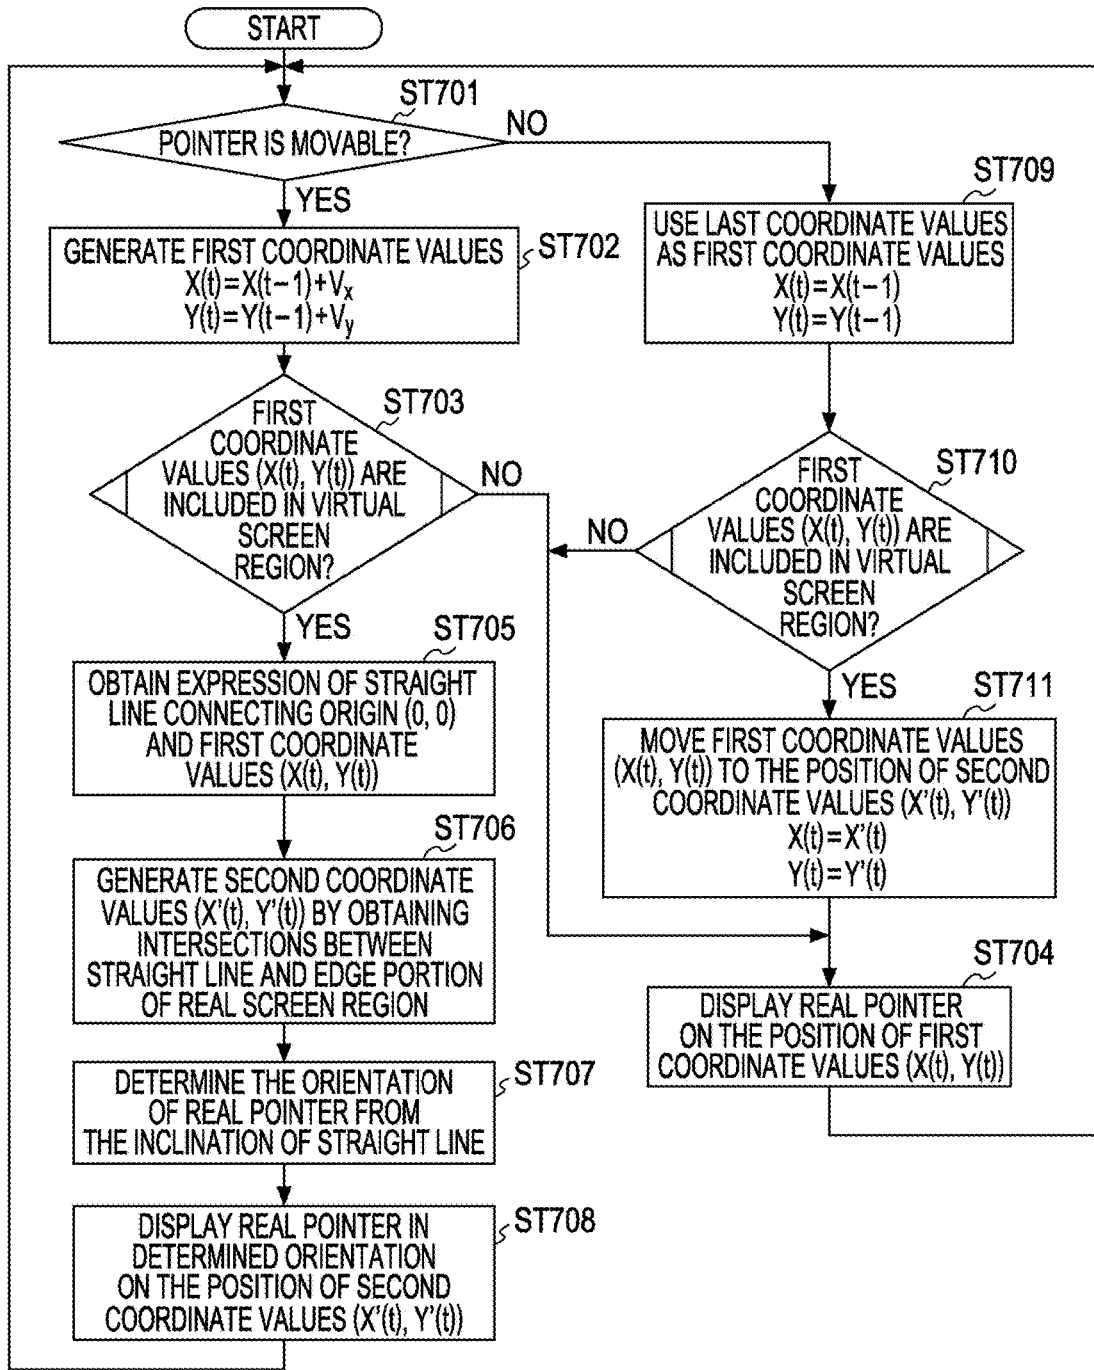 START
ST701
POINTER IS MOVABLE?
NO
YES
ST702
GENERATE FIRST COORDINATE VALUES
X(t)=X(t−1)+Vx
Y(t)=Y(t−1)+Vy
ST703
FIRST
COORDINATE
VALUES (X(t), Y(t)) ARE
INCLUDED IN VIRTUAL
SCREEN
REGION?
NO
YES
ST705
OBTAIN EXPRESSION OF STRAIGHT
LINE CONNECTING ORIGIN (0, 0)
AND FIRST COORDINATE
VALUES (X(t), Y(t))
ST706
GENERATE SECOND COORDINATE
VALUES (X'(t), Y'(t)) BY OBTAINING
INTERSECTIONS BETWEEN
STRAIGHT LINE AND EDGE PORTION
OF REAL SCREEN REGION
ST707
DETERMINE THE ORIENTATION
OF REAL POINTER FROM
THE INCLINATION OF STRAIGHT LINE
ST708
DISPLAY REAL POINTER IN
DETERMINED ORIENTATION
ON THE POSITION OF SECOND
COORDINATE VALUES (X'(t), Y'(t))
ST709
USE LAST COORDINATE VALUES
AS FIRST COORDINATE VALUES
X(t)=X(t−1)
Y(t)=Y(t−1)
ST710
FIRST
COORDINATE
VALUES (X(t), Y(t)) ARE
INCLUDED IN VIRTUAL
SCREEN
REGION?
NO
YES
ST711
MOVE FIRST COORDINATE VALUES
(X(t), Y(t)) TO THE POSITION OF SECOND
COORDINATE VALUES (X'(t), Y'(t))
X(t)=X'(t)
Y(t)=Y'(t)
ST704
DISPLAY REAL POINTER
ON THE POSITION OF FIRST
COORDINATE VALUES (X(t), Y(t))